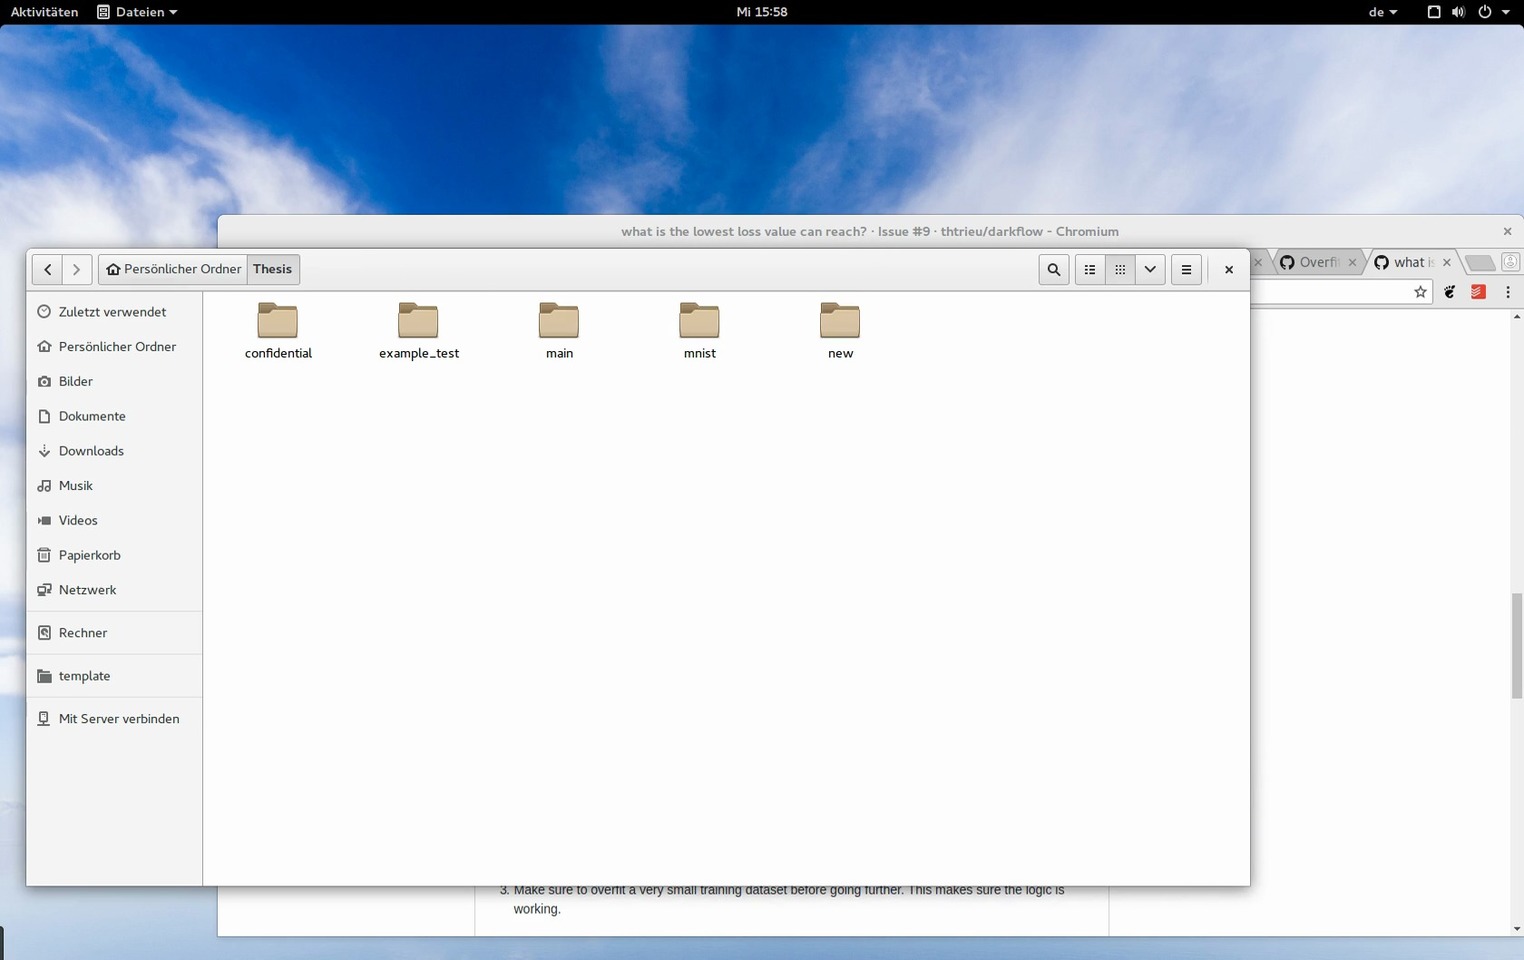 Aktivitäten Dateien Mi 15:58 de
what is the lowest loss value can reach? · Issue #9 · thtrieu/darkflow - Chromium
Persönlicher Ordner Thesis
Overfi what is
Zuletzt verwendet
Persönlicher Ordner
Bilder
Dokumente
Downloads
Musik
Videos
Papierkorb
Netzwerk
Rechner
template
Mit Server verbinden
confidential example_test main mnist new
3. Make sure to overfit a very small training dataset before going further. This makes sure the logic is
working.